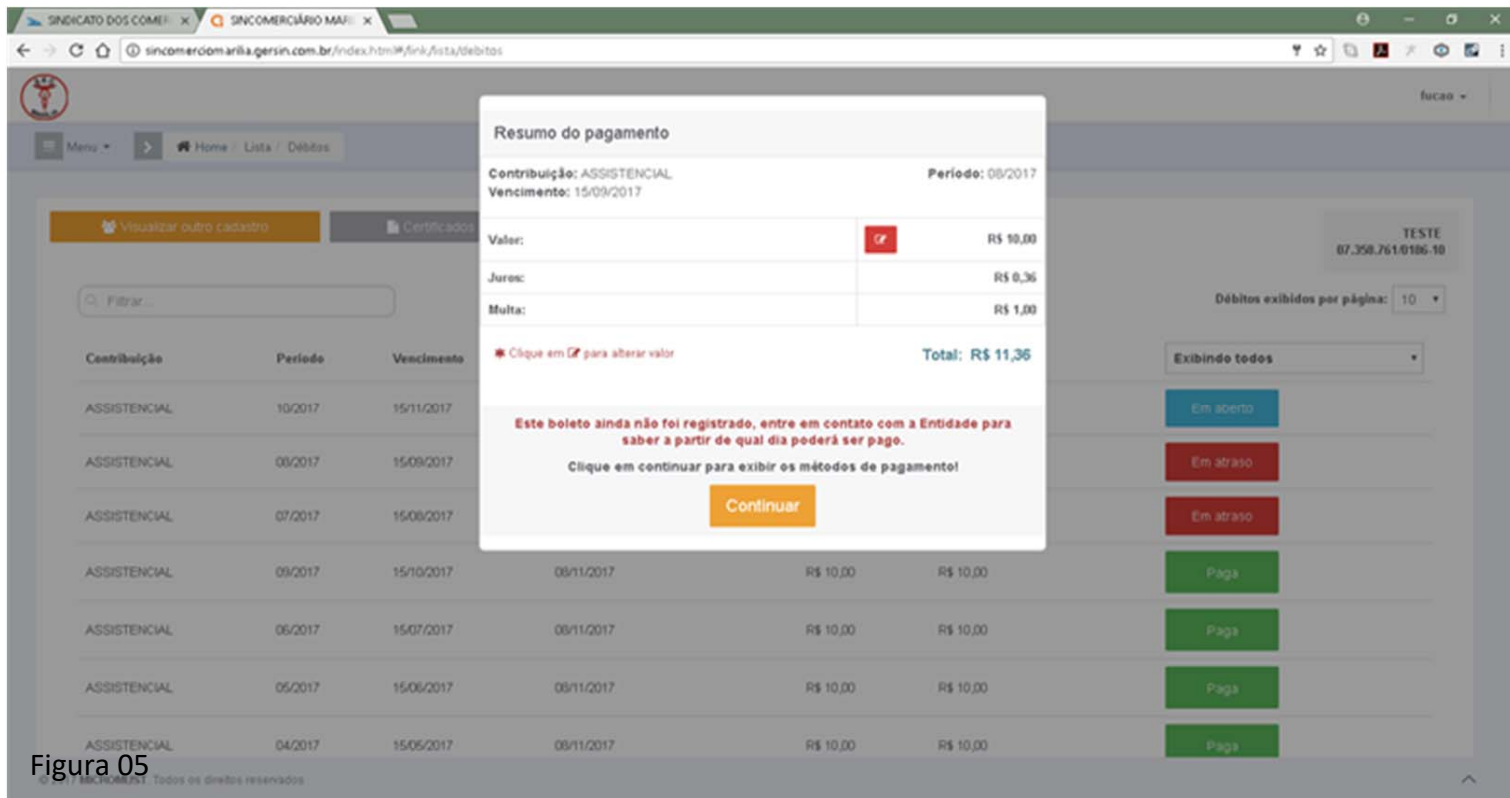 SINDICATO DOS COMER
SINCOMERCIÁRIO MARI
sincomerciomarilia.gersin.com.br/index.html#/link/lista/debitos
fucao
Menu
Home / Lista / Débitos
Visualizar outro cadastro
Certificados
TESTE
07.358.761/0186-10
Filtrar...
Débitos exibidos por página: 10
Resumo do pagamento
Contribuição: ASSISTENCIAL Período: 08/2017
Vencimento: 15/09/2017
Valor: R$ 10,00
Juros: R$ 0,36
Multa: R$ 1,00
Clique em para alterar valor Total: R$ 11,36
Este boleto ainda não foi registrado, entre em contato com a Entidade para
saber a partir de qual dia poderá ser pago.
Clique em continuar para exibir os métodos de pagamento!
Continuar
Contribuição Período Vencimento Exibindo todos
ASSISTENCIAL 10/2017 15/11/2017 Em aberto
ASSISTENCIAL 08/2017 15/09/2017 Em atraso
ASSISTENCIAL 07/2017 15/08/2017 Em atraso
ASSISTENCIAL 09/2017 15/10/2017 08/11/2017 R$ 10,00 R$ 10,00 Paga
ASSISTENCIAL 06/2017 15/07/2017 08/11/2017 R$ 10,00 R$ 10,00 Paga
ASSISTENCIAL 05/2017 15/06/2017 08/11/2017 R$ 10,00 R$ 10,00 Paga
ASSISTENCIAL 04/2017 15/05/2017 08/11/2017 R$ 10,00 R$ 10,00 Paga
Figura 05
© 2017 MICROMUST. Todos os direitos reservados